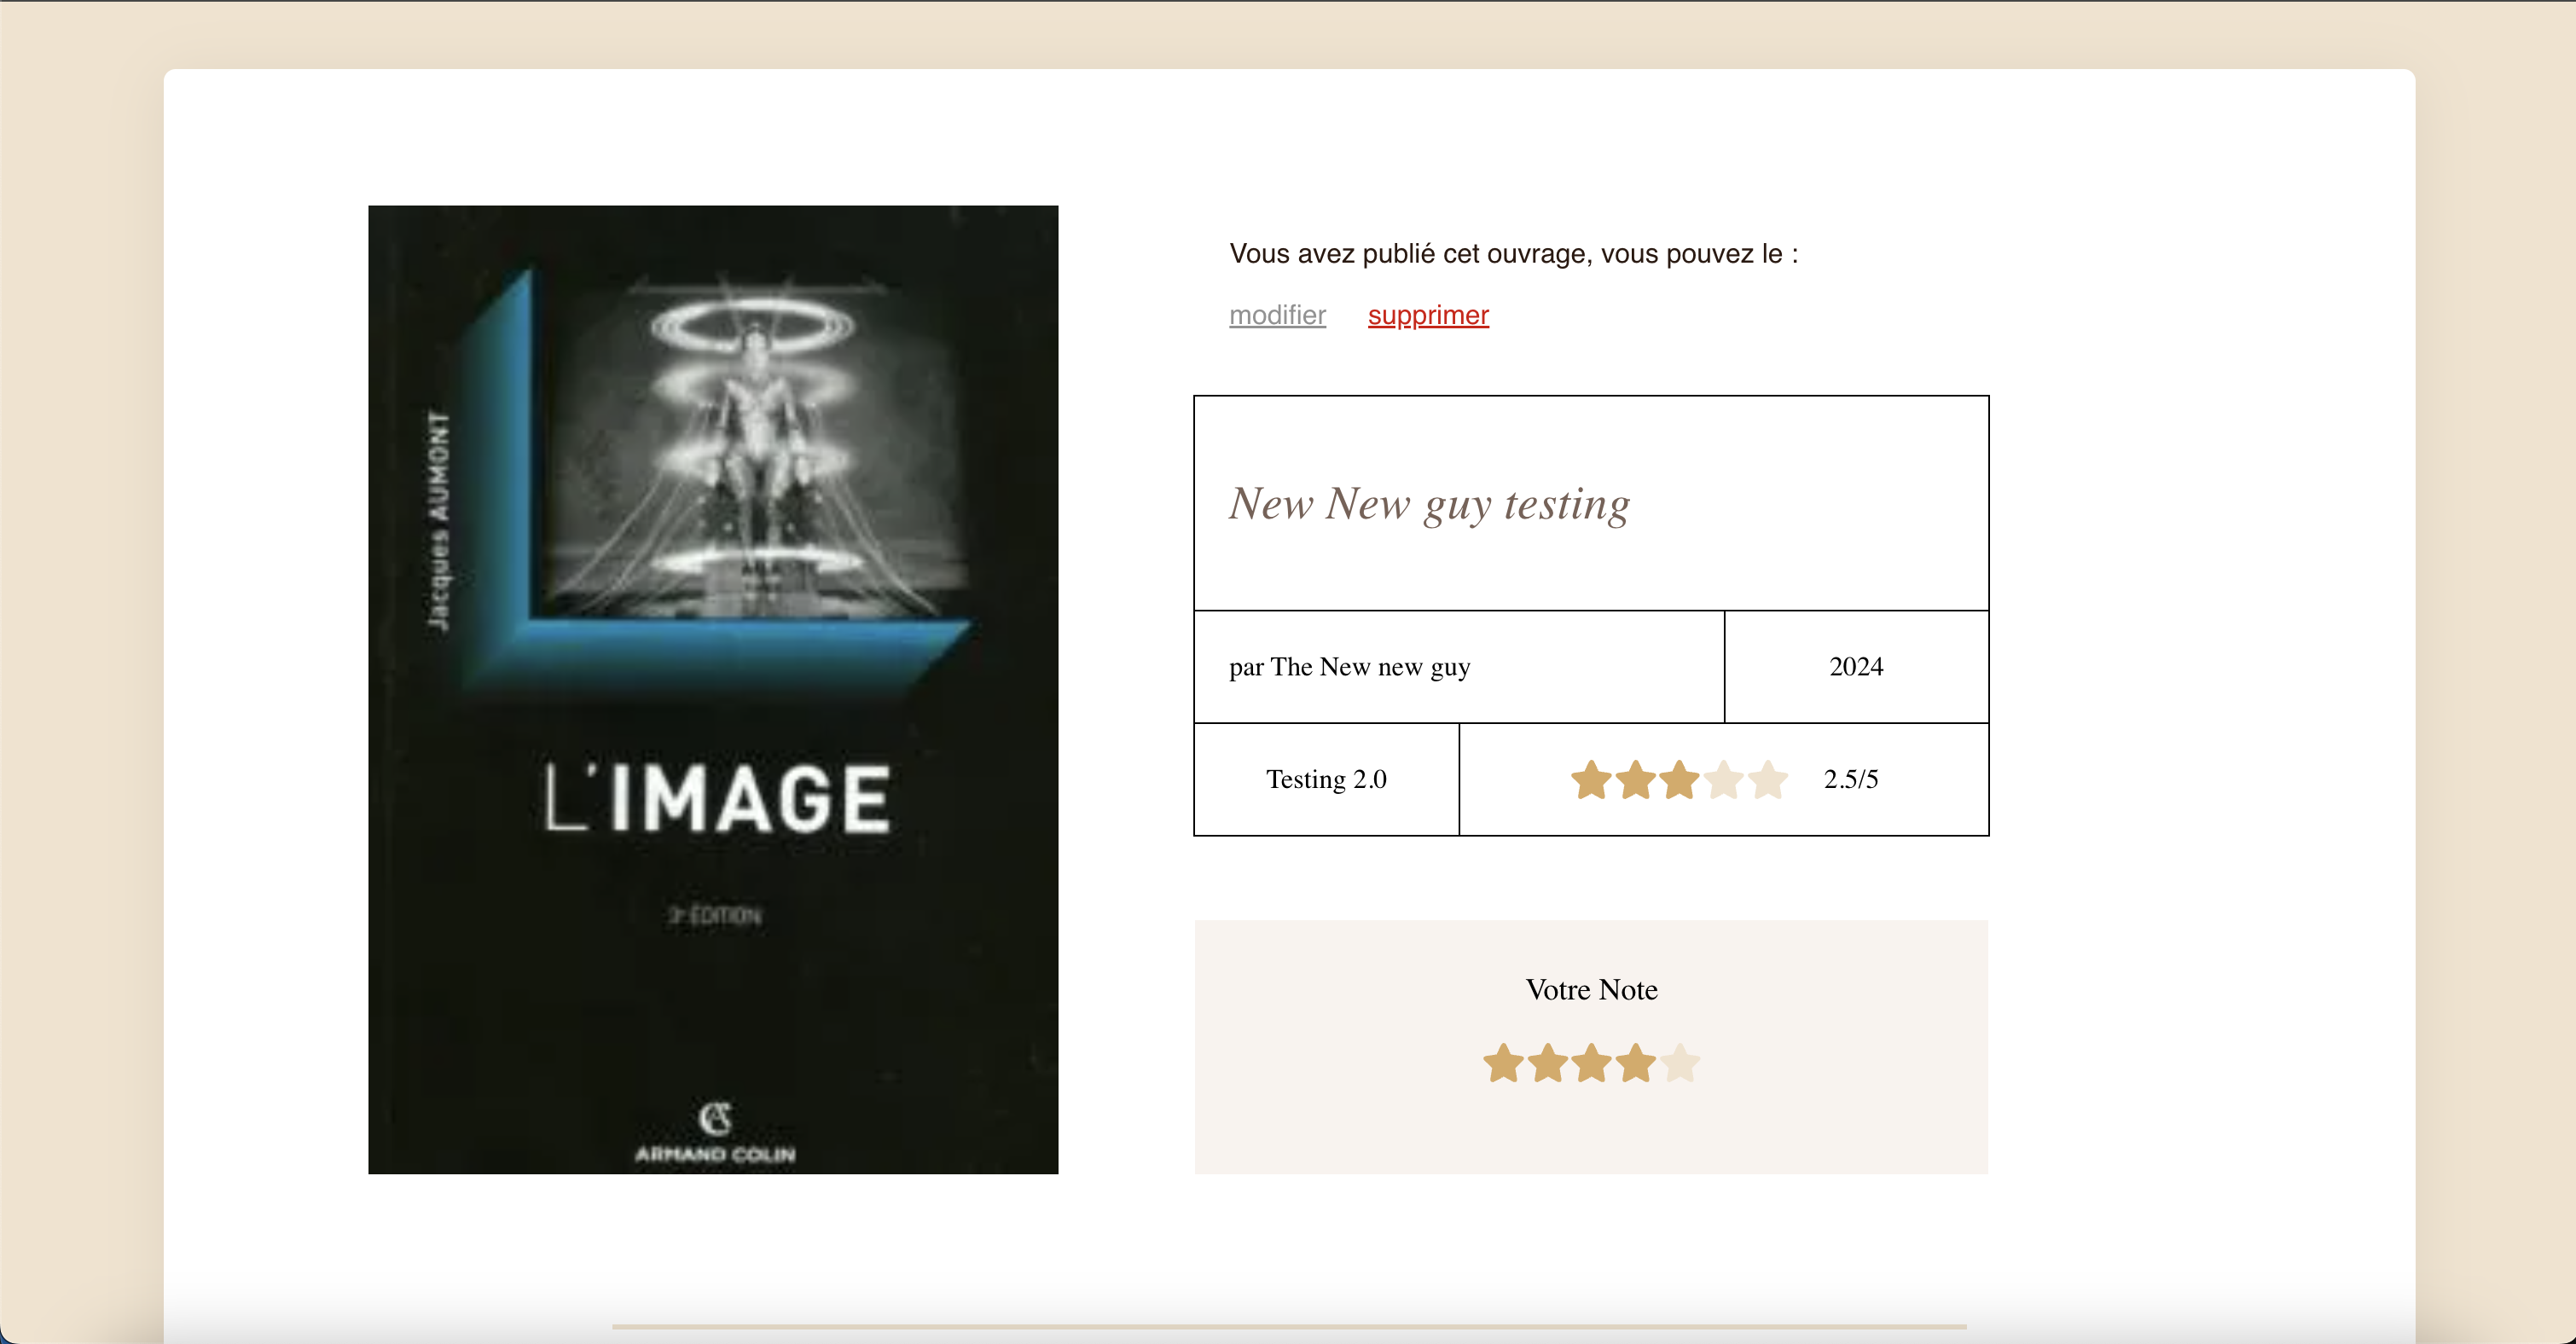 Jacques AUMONT
L'IMAGE
3e ÉDITION
ARMAND COLIN
Vous avez publié cet ouvrage, vous pouvez le :
modifier supprimer
New New guy testing
par The New new guy
2024
Testing 2.0
2.5/5
Votre Note